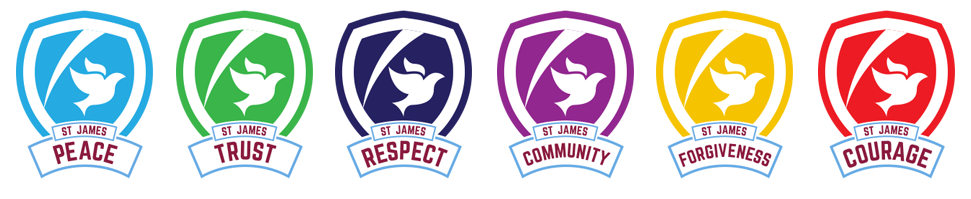 ST JAMES
PEACE
ST JAMES
TRUST
ST JAMES
RESPECT
ST JAMES
COMMUNITY
ST JAMES
FORGIVENESS
ST JAMES
COURAGE